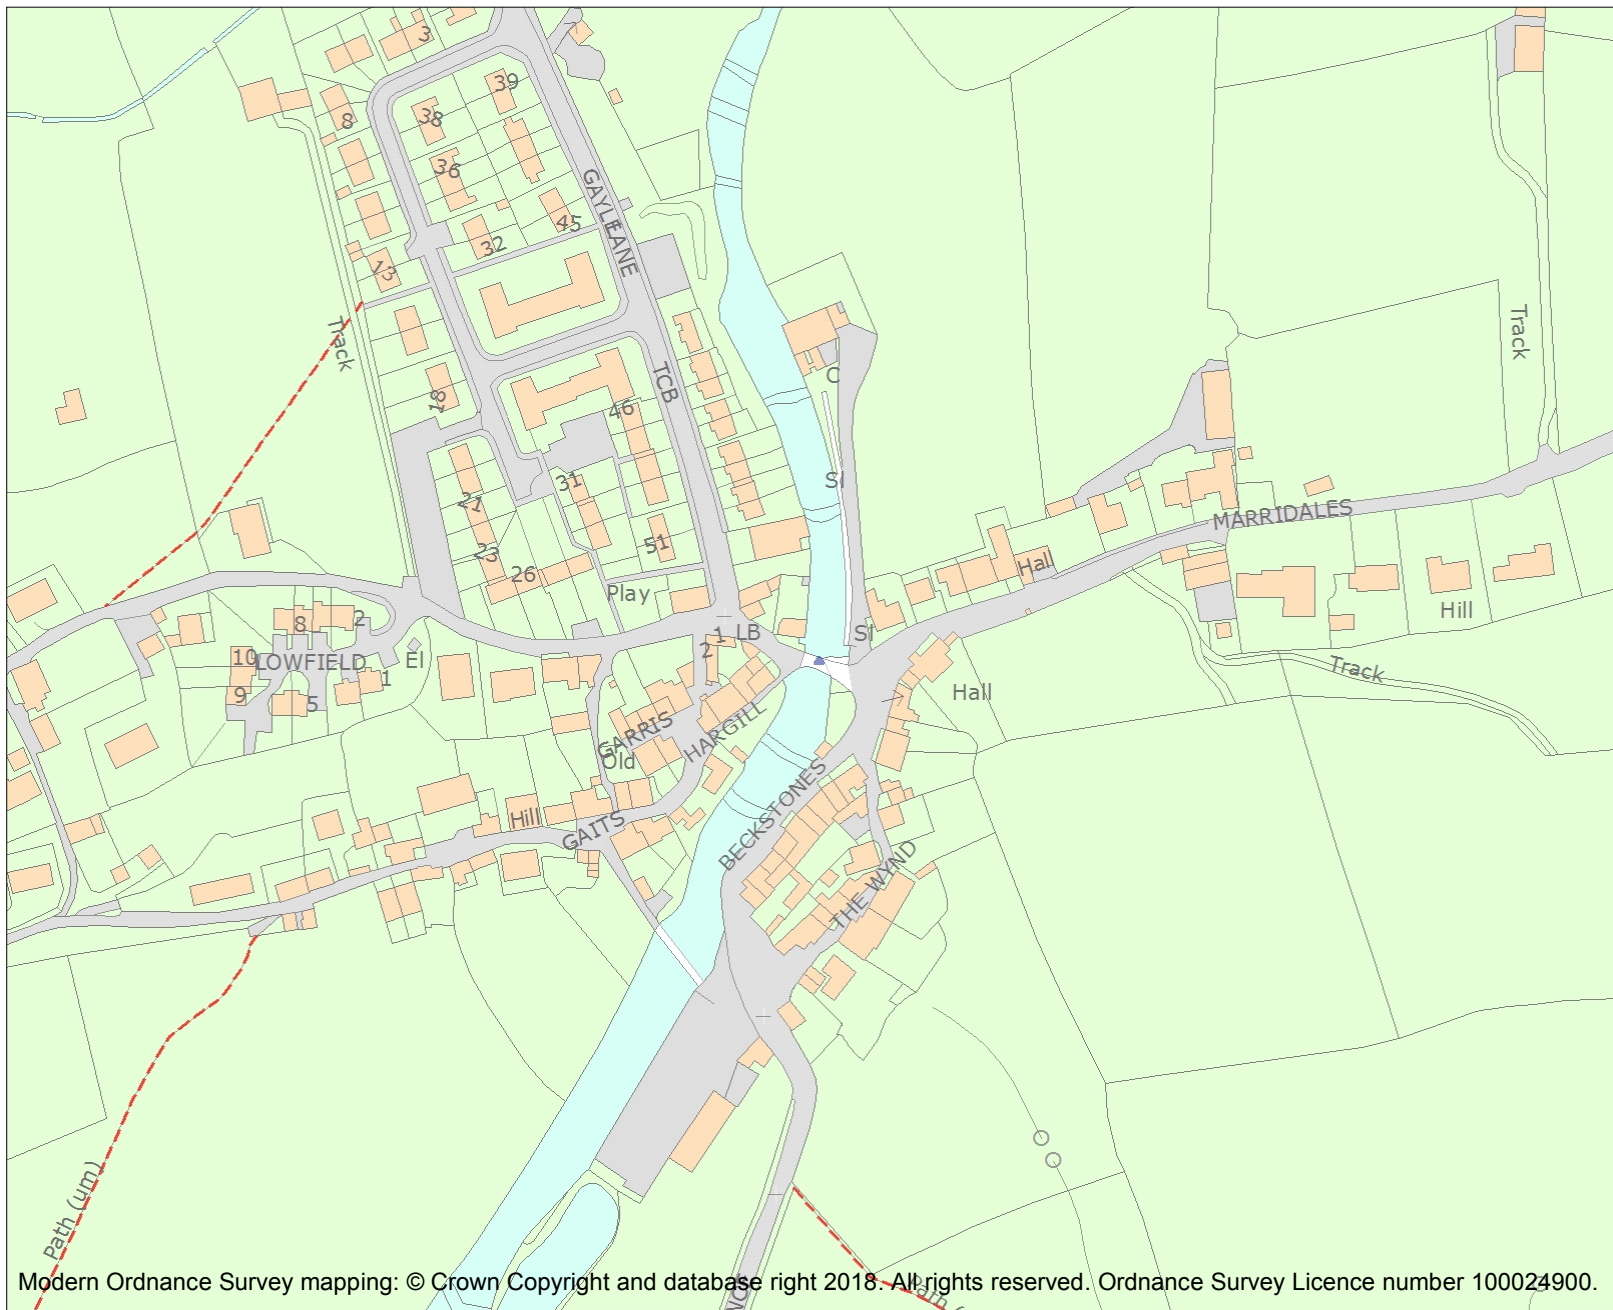 3
39
38
8
36
GAYLE LANE
45
32
13
Track
TCB
C
18
46
Track
Sl
31
21
MARRIDALES
51
23
Hall
26
Play
Hill
8
2
1
LB
Sl
2
10
LOWFIELD
El
Track
1
Hall
9
5
GARRIS
HARGILL
Old
BECKSTONES
Hill
GAITS
THE WYND
Path (um)
Modern Ordnance Survey mapping: © Crown Copyright and database right 2018. All rights reserved. Ordnance Survey Licence number 100024900.